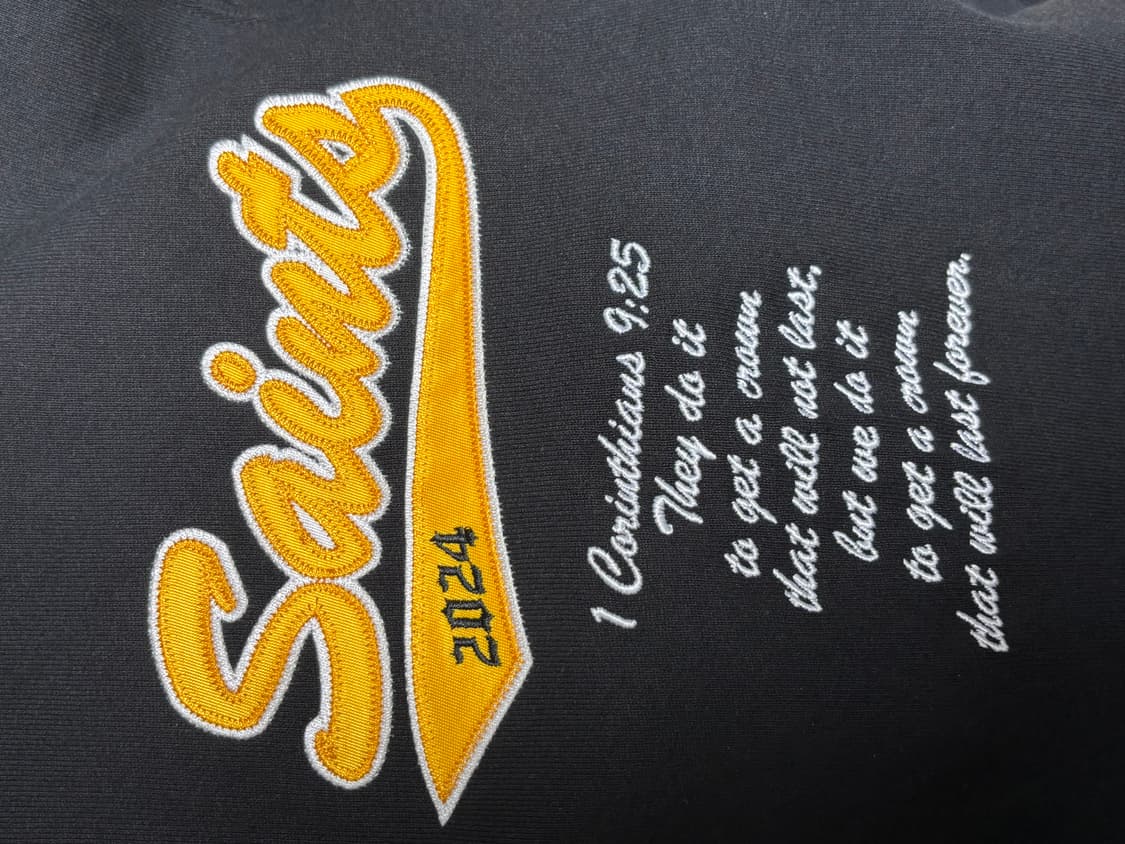 Saints
2024
1 Corinthians 9:25
They do it
to get a crown
that will not last,
but we do it
to get a crown
that will last forever.